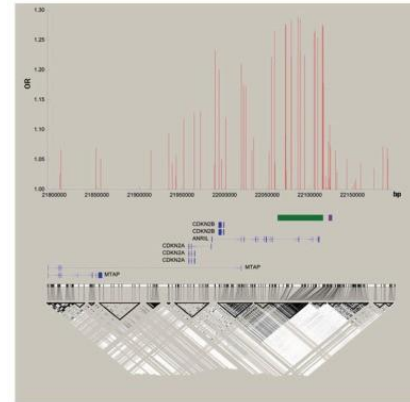 1.30
1.25
1.20
OR
1.15
1.10
1.05
1.00
21800000 21850000 21900000 21950000 22000000 22050000 22100000 22150000 bp
CDKN2B
CDKN2B
ANRIL
CDKN2A
CDKN2A
CDKN2A
MTAP
MTAP